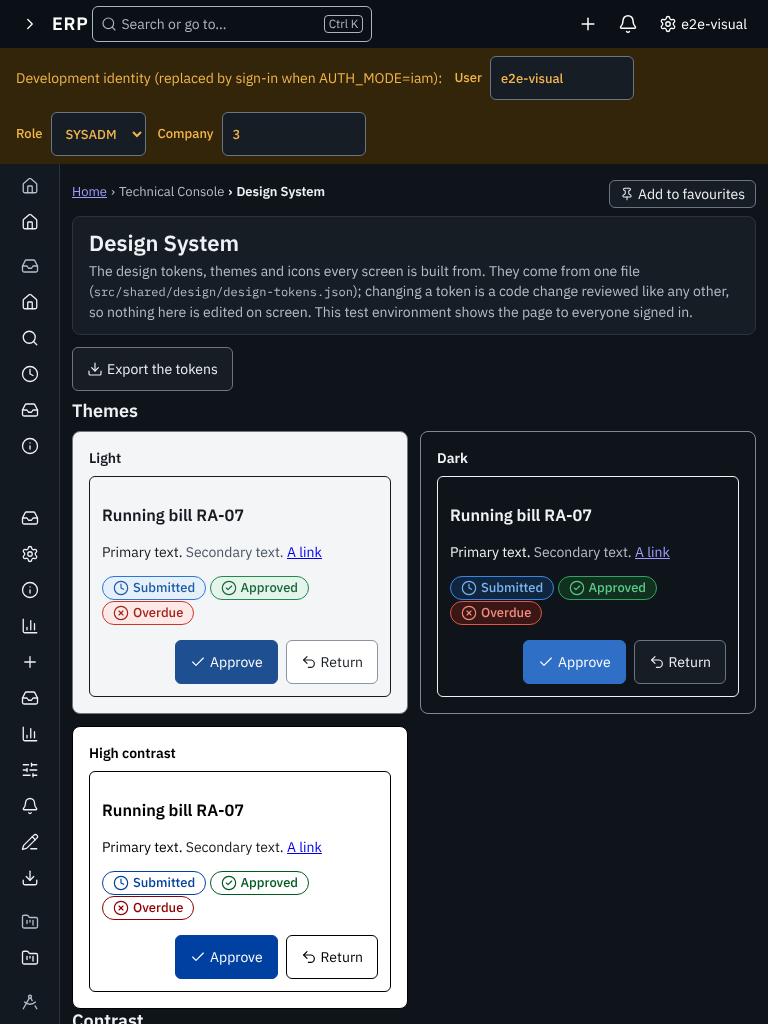 ERP
Search or go to...
Ctrl K
e2e-visual
Development identity (replaced by sign-in when AUTH_MODE=iam):
User
e2e-visual
Role
SYSADM
Company
3
Home › Technical Console › Design System
Add to favourites
Design System
The design tokens, themes and icons every screen is built from. They come from one file
(src/shared/design/design-tokens.json); changing a token is a code change reviewed like any other,
so nothing here is edited on screen. This test environment shows the page to everyone signed in.
Export the tokens
Themes
Light
Running bill RA-07
Primary text. Secondary text. A link
Submitted
Approved
Overdue
Approve
Return
Dark
Running bill RA-07
Primary text. Secondary text. A link
Submitted
Approved
Overdue
Approve
Return
High contrast
Running bill RA-07
Primary text. Secondary text. A link
Submitted
Approved
Overdue
Approve
Return
Contrast